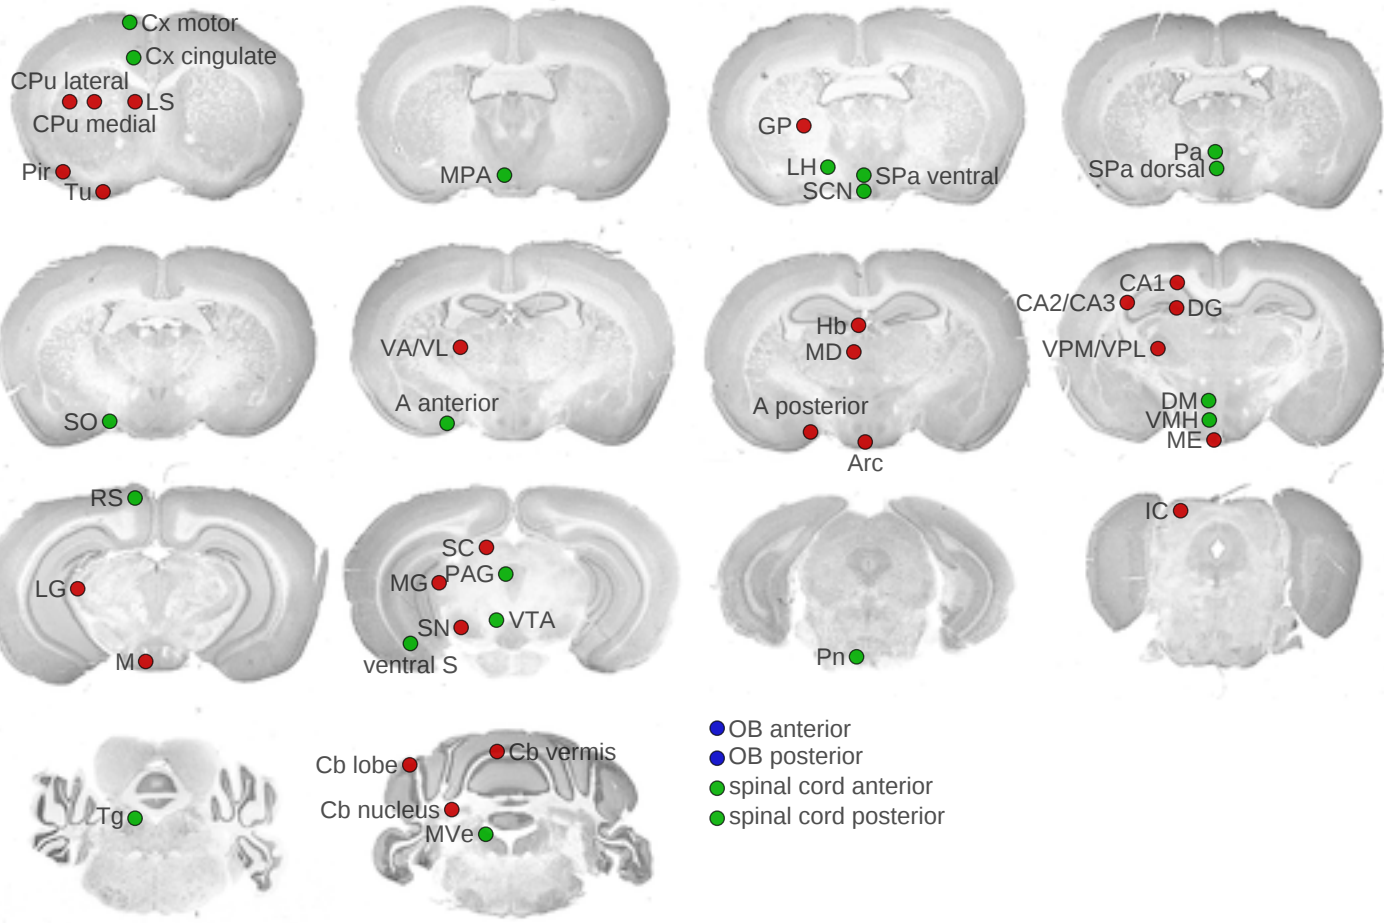 Cx motor
Cx cingulate
CPu lateral
LS
CPu medial
Pir
Tu
MPA
GP
LH
SPa ventral
SCN
Pa
SPa dorsal
SO
VA/VL
A anterior
Hb
MD
A posterior
Arc
CA1
CA2/CA3
DG
VPM/VPL
DM
VMH
ME
RS
LG
M
SC
MG
PAG
SN
VTA
ventral S
Pn
IC
Tg
Cb lobe
Cb vermis
Cb nucleus
MVe
OB anterior
OB posterior
spinal cord anterior
spinal cord posterior